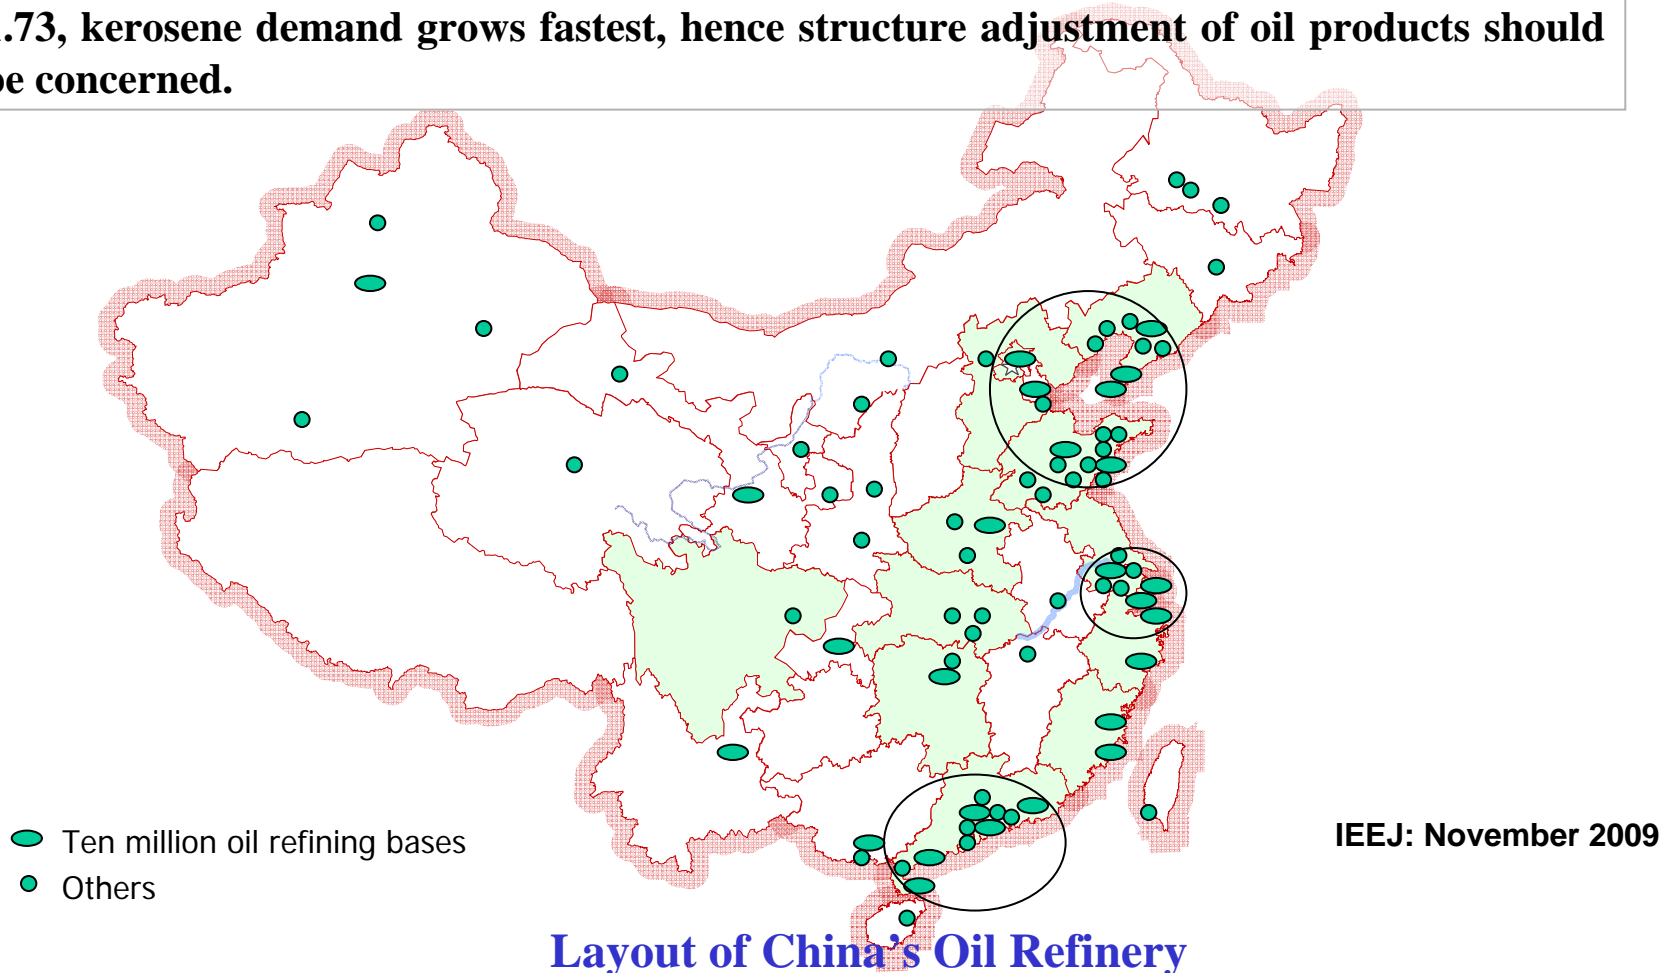 .73, kerosene demand grows fastest, hence structure adjustment of oil products should
be concerned.
Ten million oil refining bases
Others
IEEJ: November 2009
Layout of China's Oil Refinery